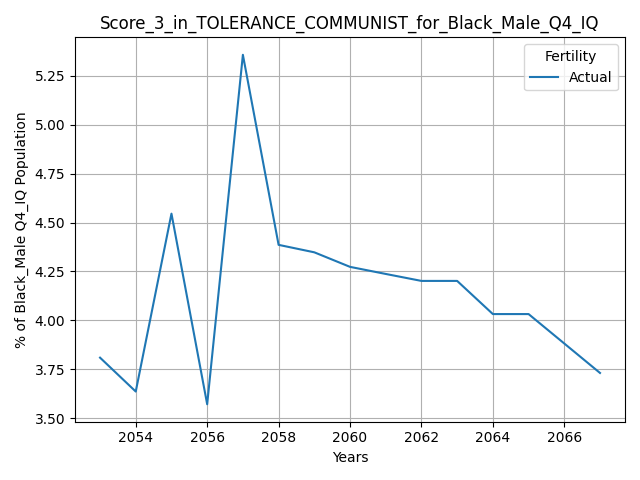 Score_3_in_TOLERANCE_COMMUNIST_for_Black_Male_Q4_IQ
Fertility
Actual
5.25
5.00
4.75
4.50
4.25
4.00
3.75
3.50
% of Black_Male Q4_IQ Population
2054 2056 2058 2060 2062 2064 2066
Years